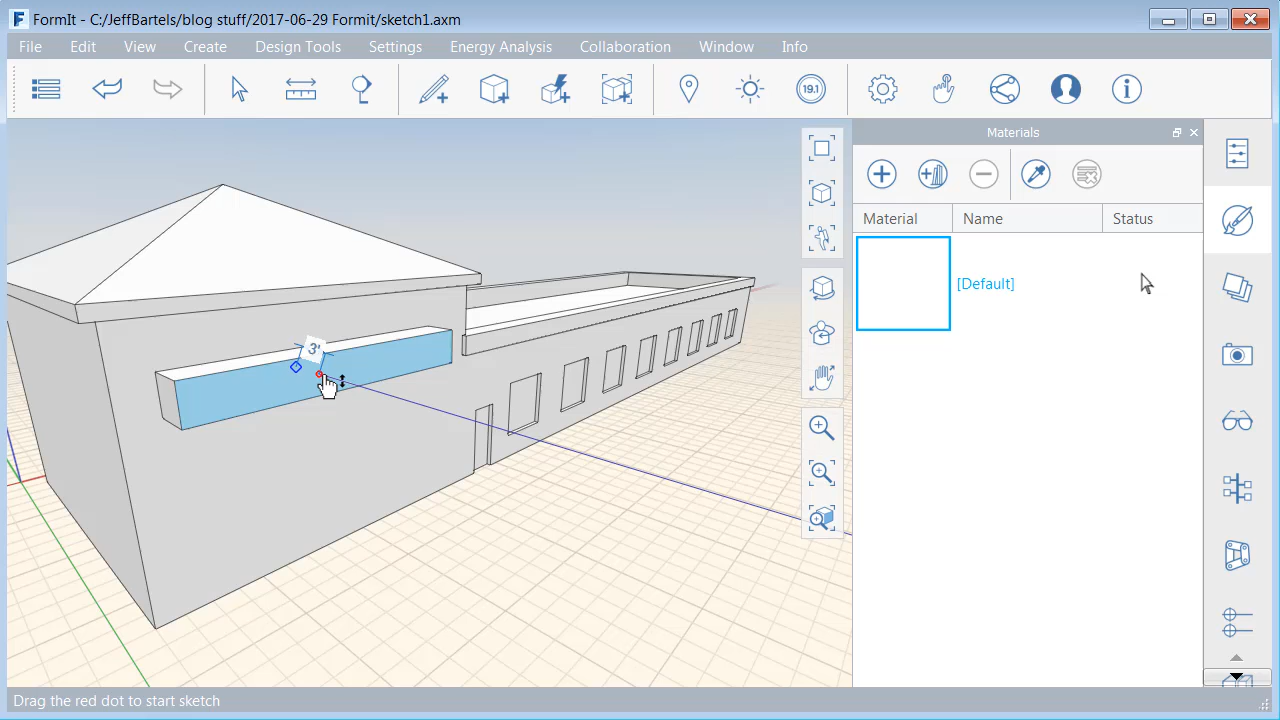 FormIt - C:/JeffBartels/blog stuff/2017-06-29 Formit/sketch1.axm
File Edit View Create Design Tools Settings Energy Analysis Collaboration Window Info
19.1
Materials
Material Name Status
[Default]
3'
Drag the red dot to start sketch